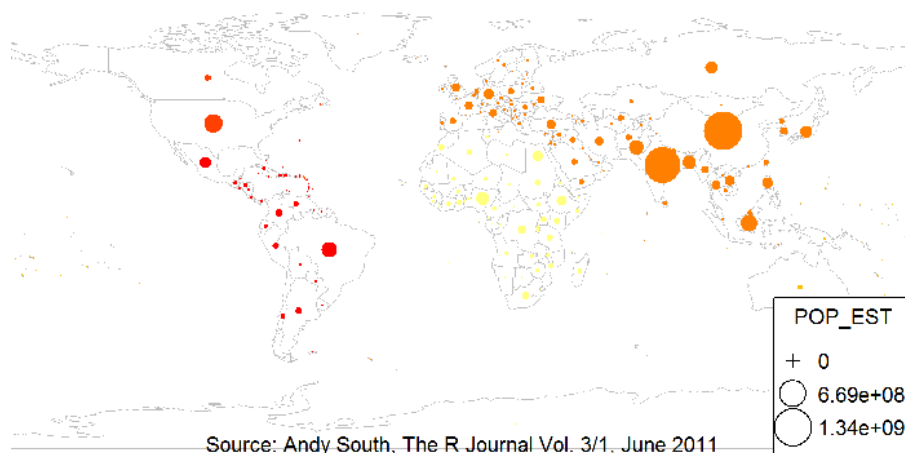 POP_EST
0
6.69e+08
1.34e+09
Source: Andy South, The R Journal Vol. 3/1, June 2011